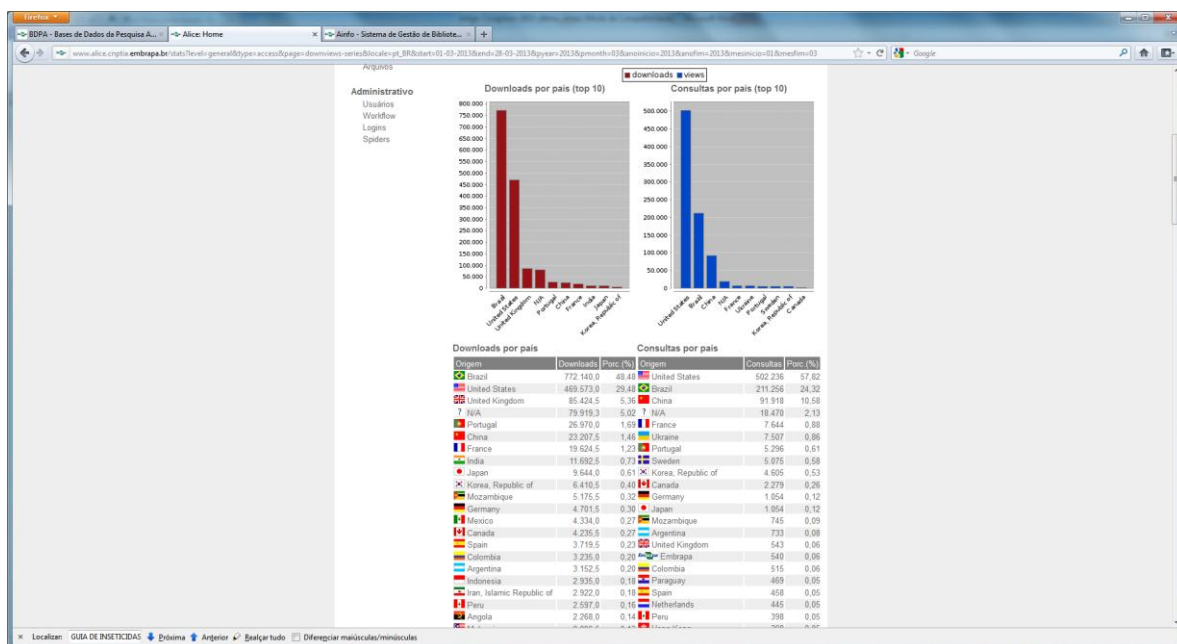 Firefox
BDPA - Bases de Dados da Pesquisa A...
Alice: Home
Ainfo - Sistema de Gestão de Bibliote...
www.alice.cnptia.embrapa.br/stats?level=general&type=access&page=downviews-series&locale=pt_BR&start=01-03-2013&end=28-03-2013&pyear=2013&pmonth=03&anoinicio=2013&anofim=2013&mesinicio=01&mesfim=03
Google
Arquivos
Administrativo
Usuários
Workflow
Logins
Spiders
downloads views
Downloads por país (top 10)
800.000
750.000
700.000
650.000
600.000
550.000
500.000
450.000
400.000
350.000
300.000
250.000
200.000
150.000
100.000
50.000
0
Brazil
United States
United Kingdom
N/A
Portugal
China
France
India
Japan
Korea, Republic of
Consultas por país (top 10)
500.000
450.000
400.000
350.000
300.000
250.000
200.000
150.000
100.000
50.000
0
United States
Brazil
China
N/A
France
Ukraine
Portugal
Sweden
Korea, Republic of
Canada
Downloads por país
Origem Downloads Porc.(%)
Brazil 772.140,0 48,48
United States 469.573,0 29,48
United Kingdom 85.424,5 5,36
? N/A 79.919,3 5,02
Portugal 26.970,0 1,69
China 23.207,5 1,46
France 19.624,5 1,23
India 11.692,5 0,73
Japan 9.644,0 0,61
Korea, Republic of 6.410,5 0,40
Mozambique 5.175,5 0,32
Germany 4.701,5 0,30
Mexico 4.334,0 0,27
Canada 4.235,5 0,27
Spain 3.719,5 0,23
Colombia 3.235,0 0,20
Argentina 3.152,5 0,20
Indonesia 2.935,0 0,18
Iran, Islamic Republic of 2.922,0 0,18
Peru 2.597,0 0,16
Angola 2.268,0 0,14
Consultas por país
Origem Consultas Porc.(%)
United States 502.236 57,82
Brazil 211.256 24,32
China 91.918 10,58
? N/A 18.470 2,13
France 7.644 0,88
Ukraine 7.507 0,86
Portugal 5.296 0,61
Sweden 5.075 0,58
Korea, Republic of 4.605 0,53
Canada 2.279 0,26
Germany 1.054 0,12
Japan 1.054 0,12
Mozambique 745 0,09
Argentina 733 0,08
United Kingdom 543 0,06
Embrapa 540 0,06
Colombia 515 0,06
Paraguay 469 0,05
Spain 458 0,05
Netherlands 445 0,05
Peru 398 0,05
Localizar: GUIA DE INSETICIDAS Próxima Anterior Realçar tudo Diferenciar maiúsculas/minúsculas